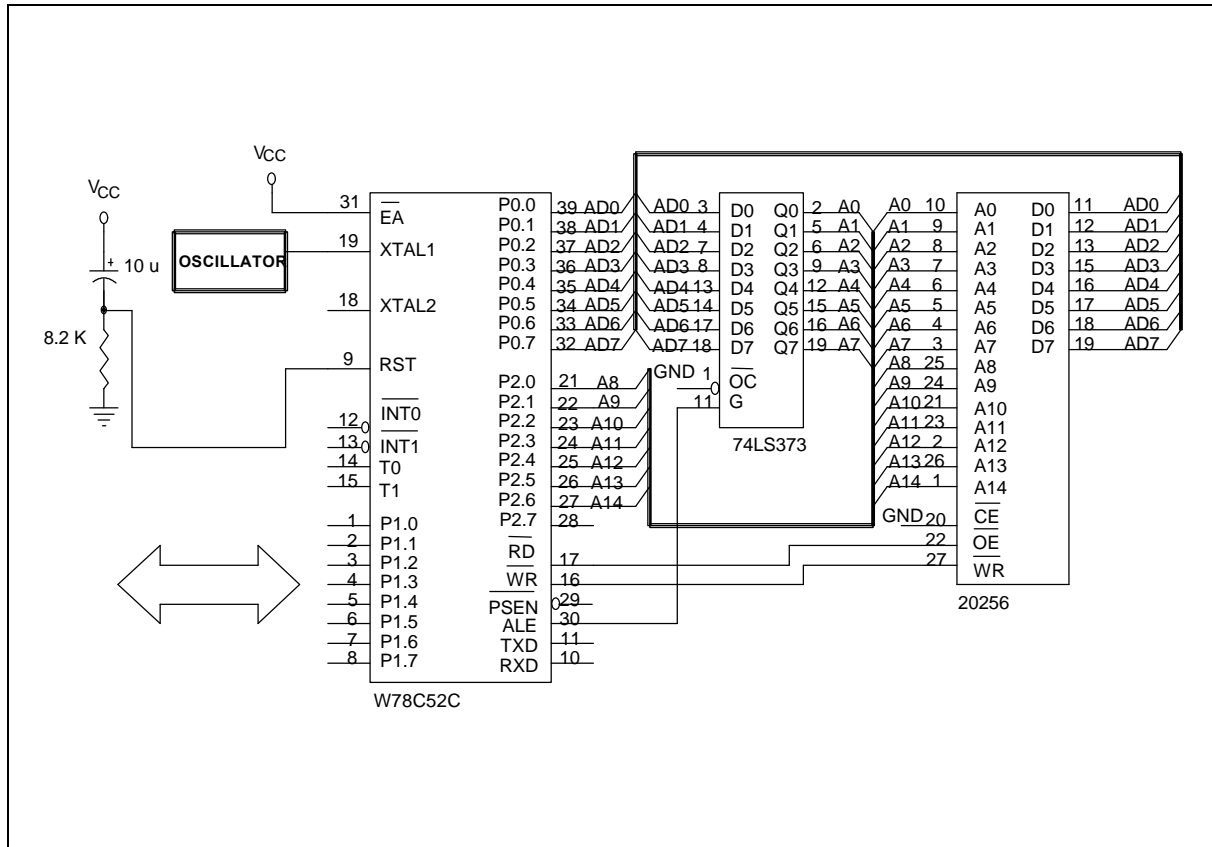 VCC
VCC
10 u
8.2 K
OSCILLATOR
31 EA
19 XTAL1
18 XTAL2
9 RST
12 INT0
13 INT1
14 T0
15 T1
1 P1.0
2 P1.1
3 P1.2
4 P1.3
5 P1.4
6 P1.5
7 P1.6
8 P1.7
P0.0 39 AD0
P0.1 38 AD1
P0.2 37 AD2
P0.3 36 AD3
P0.4 35 AD4
P0.5 34 AD5
P0.6 33 AD6
P0.7 32 AD7
P2.0 21 A8
P2.1 22 A9
P2.2 23 A10
P2.3 24 A11
P2.4 25 A12
P2.5 26 A13
P2.6 27 A14
P2.7 28
RD 17
WR 16
PSEN 29
ALE 30
TXD 11
RXD 10
W78C52C
AD0 3 D0 Q0 2 A0
AD1 4 D1 Q1 5 A1
AD2 7 D2 Q2 6 A2
AD3 8 D3 Q3 9 A3
AD4 13 D4 Q4 12 A4
AD5 14 D5 Q5 15 A5
AD6 17 D6 Q6 16 A6
AD7 18 D7 Q7 19 A7
GND 1 OC
11 G
74LS373
A0 10 A0 D0 11 AD0
A1 9 A1 D1 12 AD1
A2 8 A2 D2 13 AD2
A3 7 A3 D3 15 AD3
A4 6 A4 D4 16 AD4
A5 5 A5 D5 17 AD5
A6 4 A6 D6 18 AD6
A7 3 A7 D7 19 AD7
A8 25 A8
A9 24 A9
A10 21 A10
A11 23 A11
A12 2 A12
A13 26 A13
A14 1 A14
GND 20 CE
22 OE
27 WR
20256